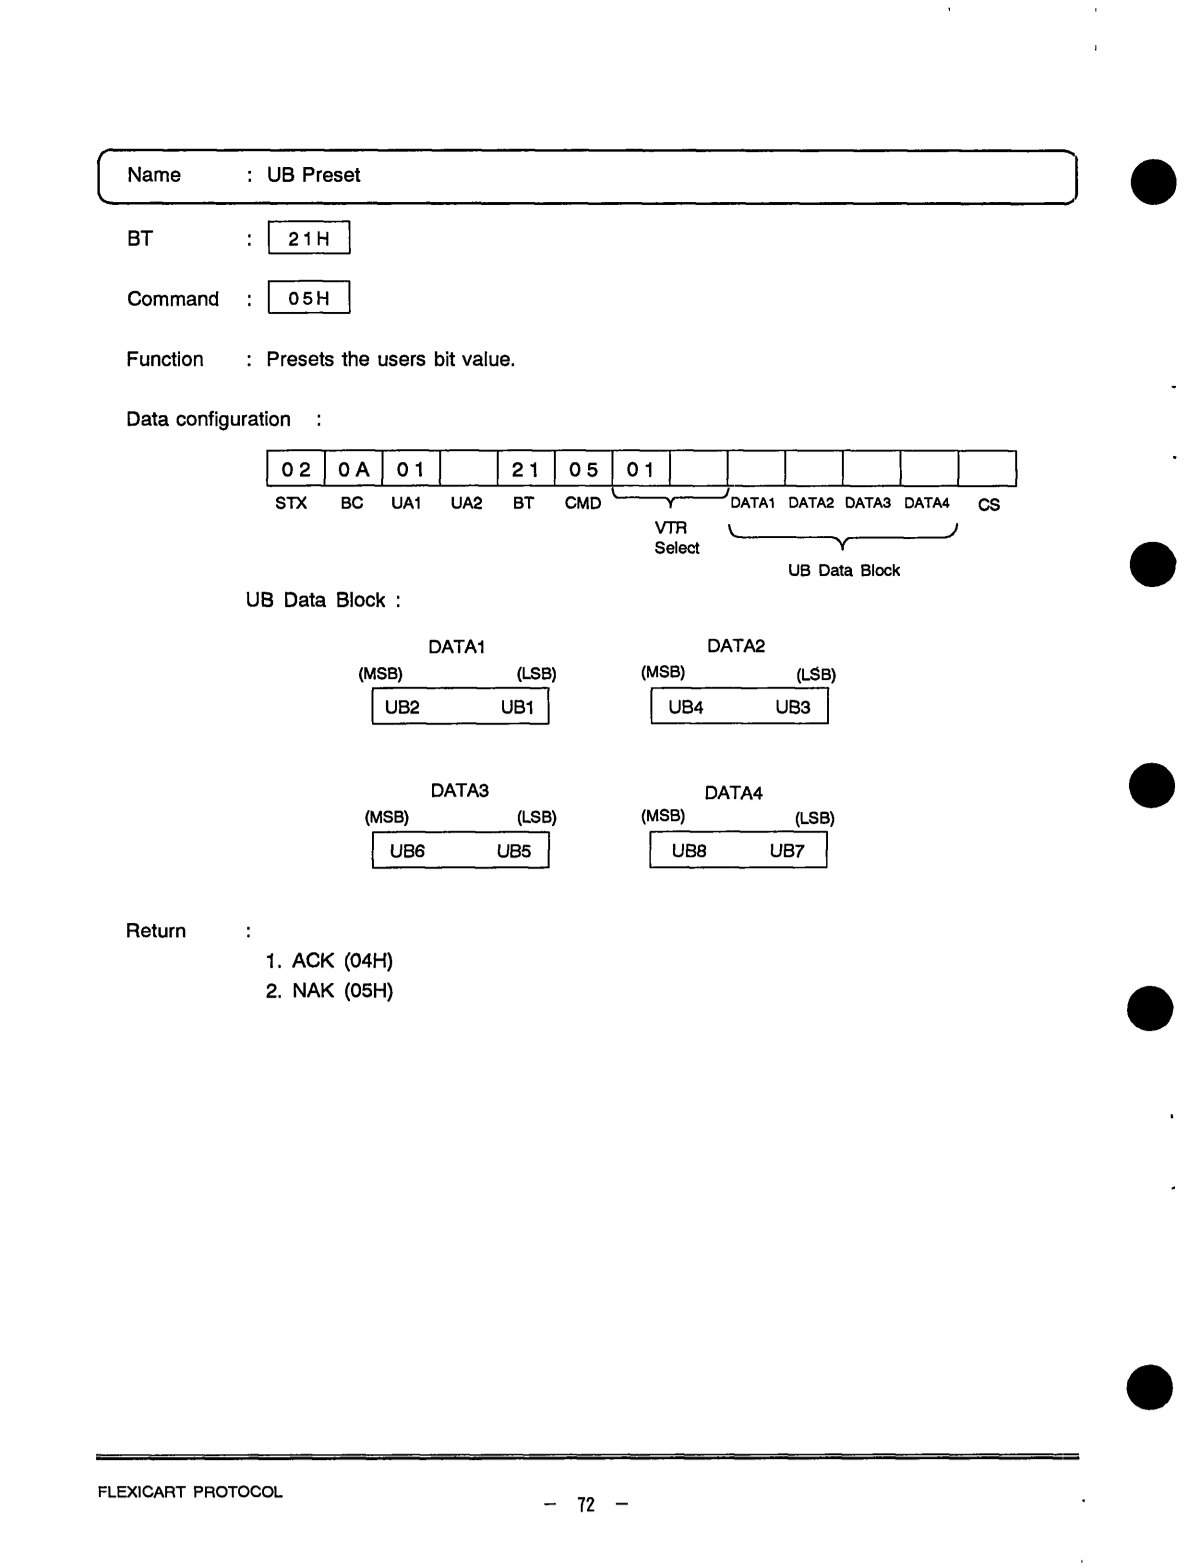 Name : UB Preset
BT : 21H
Command : 05H
Function : Presets the users bit value.
Data configuration :
02 0A 01 21 05 01
STX BC UA1 UA2 BT CMD DATA1 DATA2 DATA3 DATA4 CS
VTR
Select
UB Data Block
UB Data Block :
DATA1 DATA2
(MSB) (LSB) (MSB) (LSB)
UB2 UB1 UB4 UB3
DATA3 DATA4
(MSB) (LSB) (MSB) (LSB)
UB6 UB5 UB8 UB7
Return :
1. ACK (04H)
2. NAK (05H)
FLEXICART PROTOCOL
– 72 –